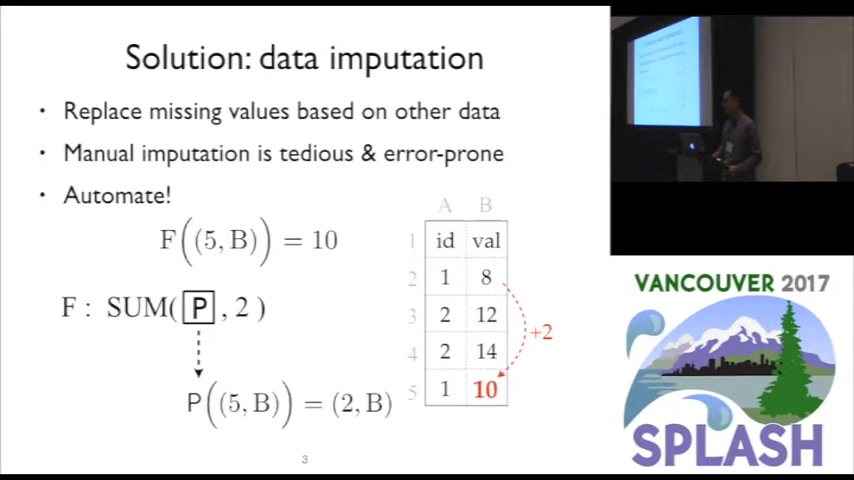 Solution: data imputation
• Replace missing values based on other data
• Manual imputation is tedious & error-prone
• Automate!
F((5, B)) = 10
F : SUM( P , 2 )
P((5, B)) = (2, B)
A B
1 id val
2 1 8
3 2 12
4 2 14
5 1 10
+2
3
VANCOUVER 2017
SPLASH